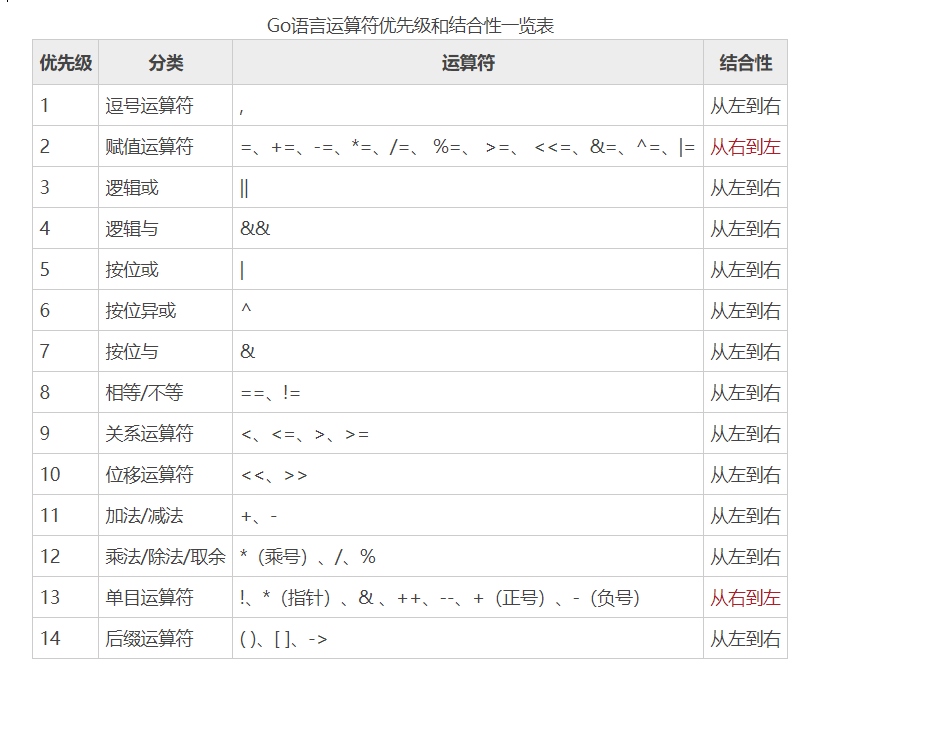 Go语言运算符优先级和结合性一览表
优先级 分类 运算符 结合性
1 逗号运算符 , 从左到右
2 赋值运算符 =、+=、-=、*=、/=、 %=、 >=、 <<=、&=、^=、|= 从右到左
3 逻辑或 || 从左到右
4 逻辑与 && 从左到右
5 按位或 | 从左到右
6 按位异或 ^ 从左到右
7 按位与 & 从左到右
8 相等/不等 ==、!= 从左到右
9 关系运算符 <、<=、>、>= 从左到右
10 位移运算符 <<、>> 从左到右
11 加法/减法 +、- 从左到右
12 乘法/除法/取余 *（乘号）、/、% 从左到右
13 单目运算符 !、*（指针）、& 、++、--、+（正号）、-（负号） 从右到左
14 后缀运算符 ( )、[ ]、-> 从左到右